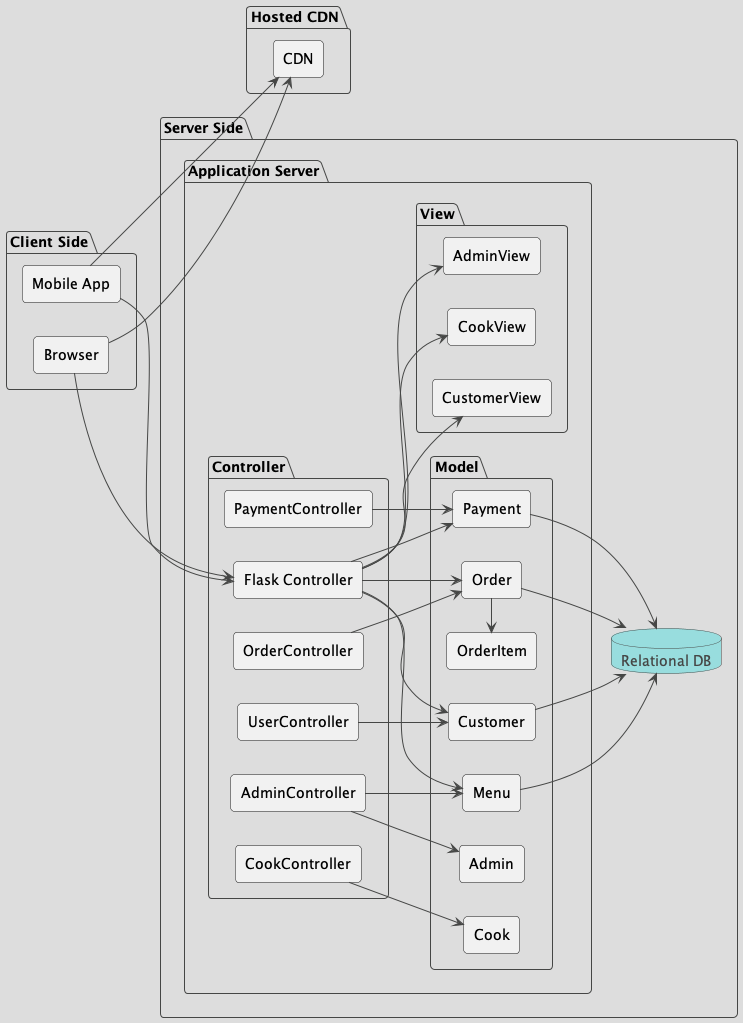 Hosted CDN
CDN
Server Side
Application Server
Client Side
Mobile App
Browser
View
AdminView
CookView
CustomerView
Controller
PaymentController
Flask Controller
OrderController
UserController
AdminController
CookController
Model
Payment
Order
OrderItem
Customer
Menu
Admin
Cook
Relational DB